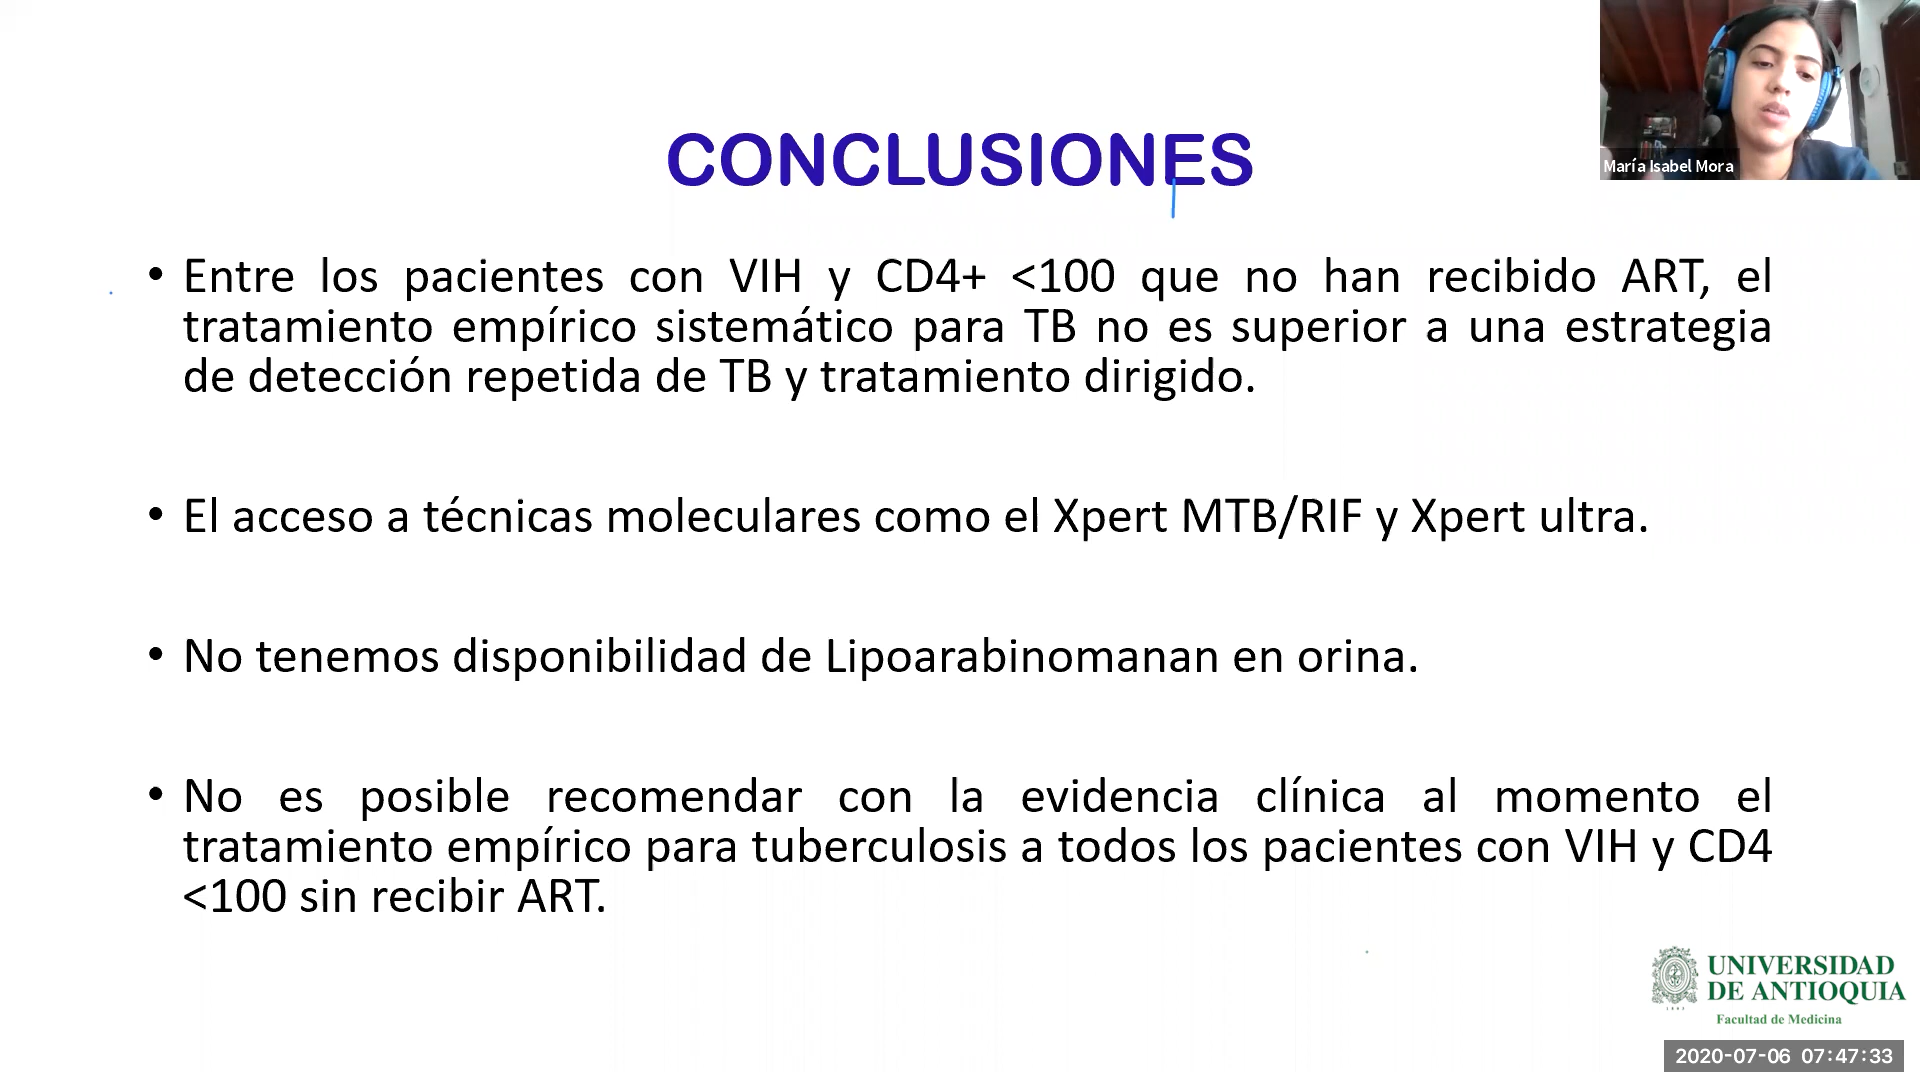 CONCLUSIONES
María Isabel Mora
• Entre los pacientes con VIH y CD4+ <100 que no han recibido ART, el
tratamiento empírico sistemático para TB no es superior a una estrategia
de detección repetida de TB y tratamiento dirigido.
• El acceso a técnicas moleculares como el Xpert MTB/RIF y Xpert ultra.
• No tenemos disponibilidad de Lipoarabinomanan en orina.
• No es posible recomendar con la evidencia clínica al momento el
tratamiento empírico para tuberculosis a todos los pacientes con VIH y CD4
<100 sin recibir ART.
UNIVERSIDAD
DE ANTIOQUIA
1803
Facultad de Medicina
2020-07-06 07:47:33